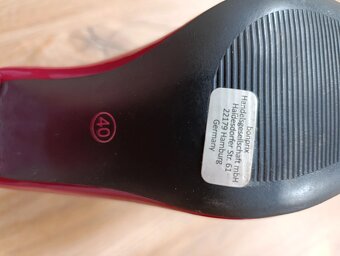 40
bonprix
Handelsgesellschaft mbH
Haldesdorfer Str. 61
22179 Hamburg
Germany